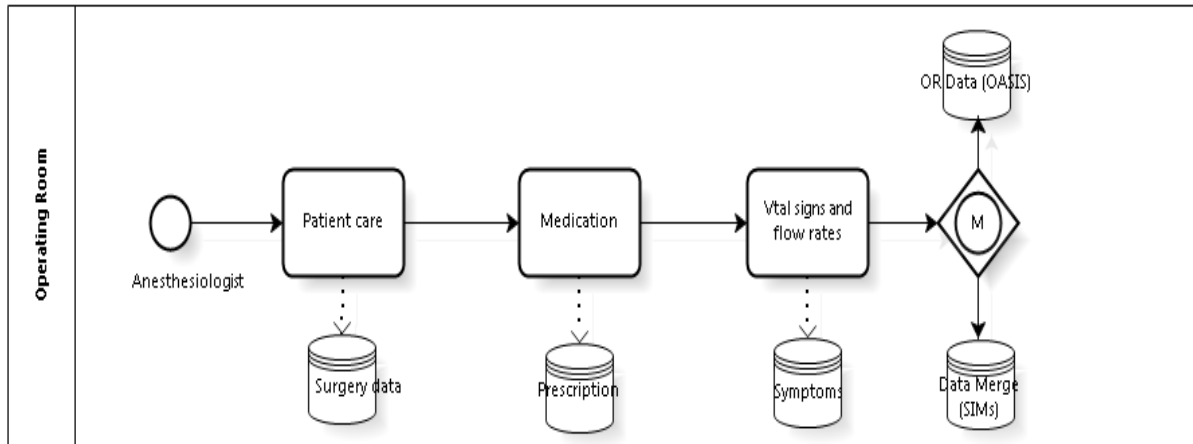 Operating Room
OR Data (OASIS)
Patient care
Medication
Vtal signs and
flow rates
M
Anesthesiologist
Surgery data
Prescription
Symptoms
Data Merge
(SIMs)